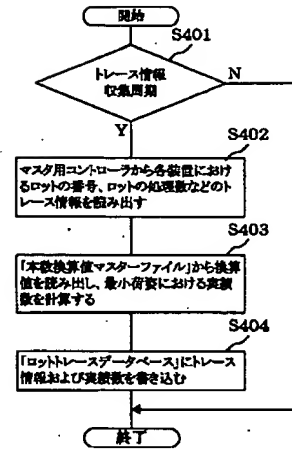 開始
S401
トレース情報
収集周期
N
Y
S402
マスタ用コントローラから各装置におけ
るロットの番号、ロットの処理数などのト
レース情報を読み出す
S403
「本数換算値マスターファイル」から換算
値を読み出し、最小荷姿における実績
数を計算する
S404
「ロットトレースデータベース」にトレース
情報および実績数を書き込む
終了